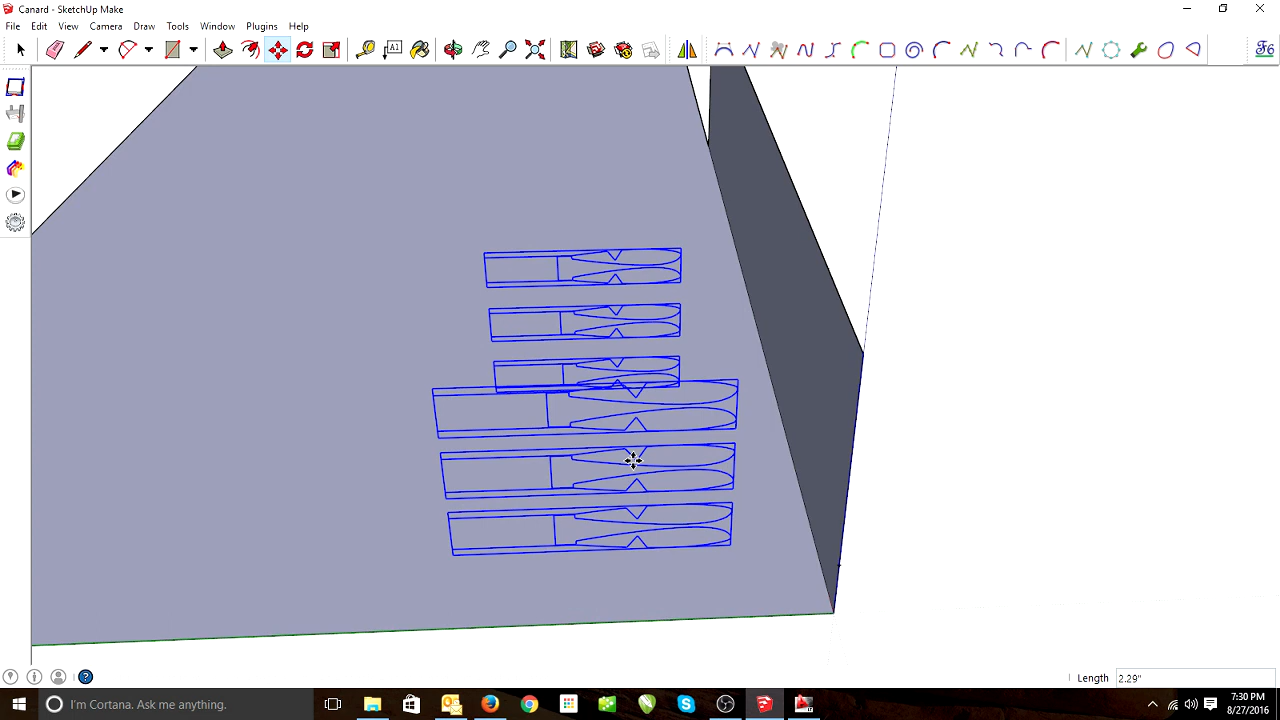 Canard - SketchUp Make
File Edit View Camera Draw Tools Window Plugins Help
A1
Length 2.29"
I'm Cortana. Ask me anything.
7:30 PM
8/27/2016